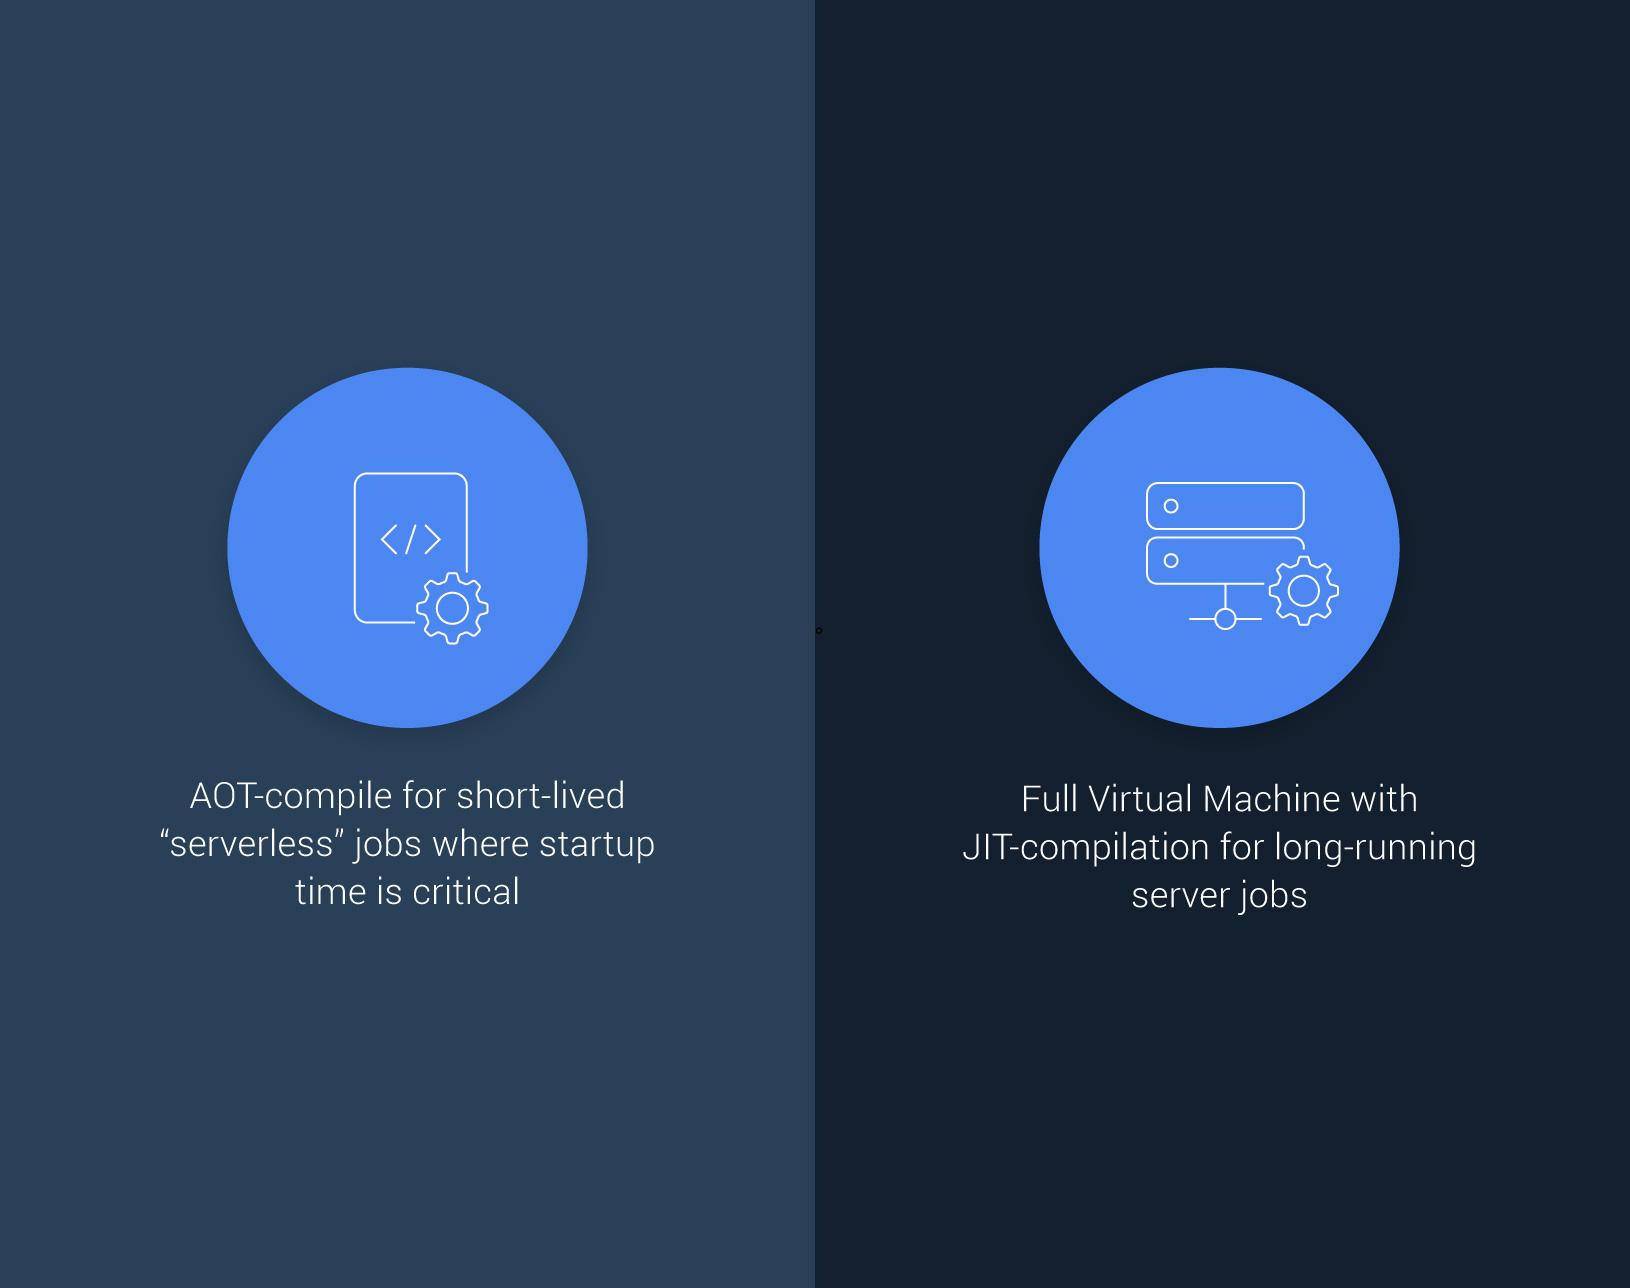 AOT-compile for short-lived
“serverless” jobs where startup
time is critical
Full Virtual Machine with
JIT-compilation for long-running
server jobs